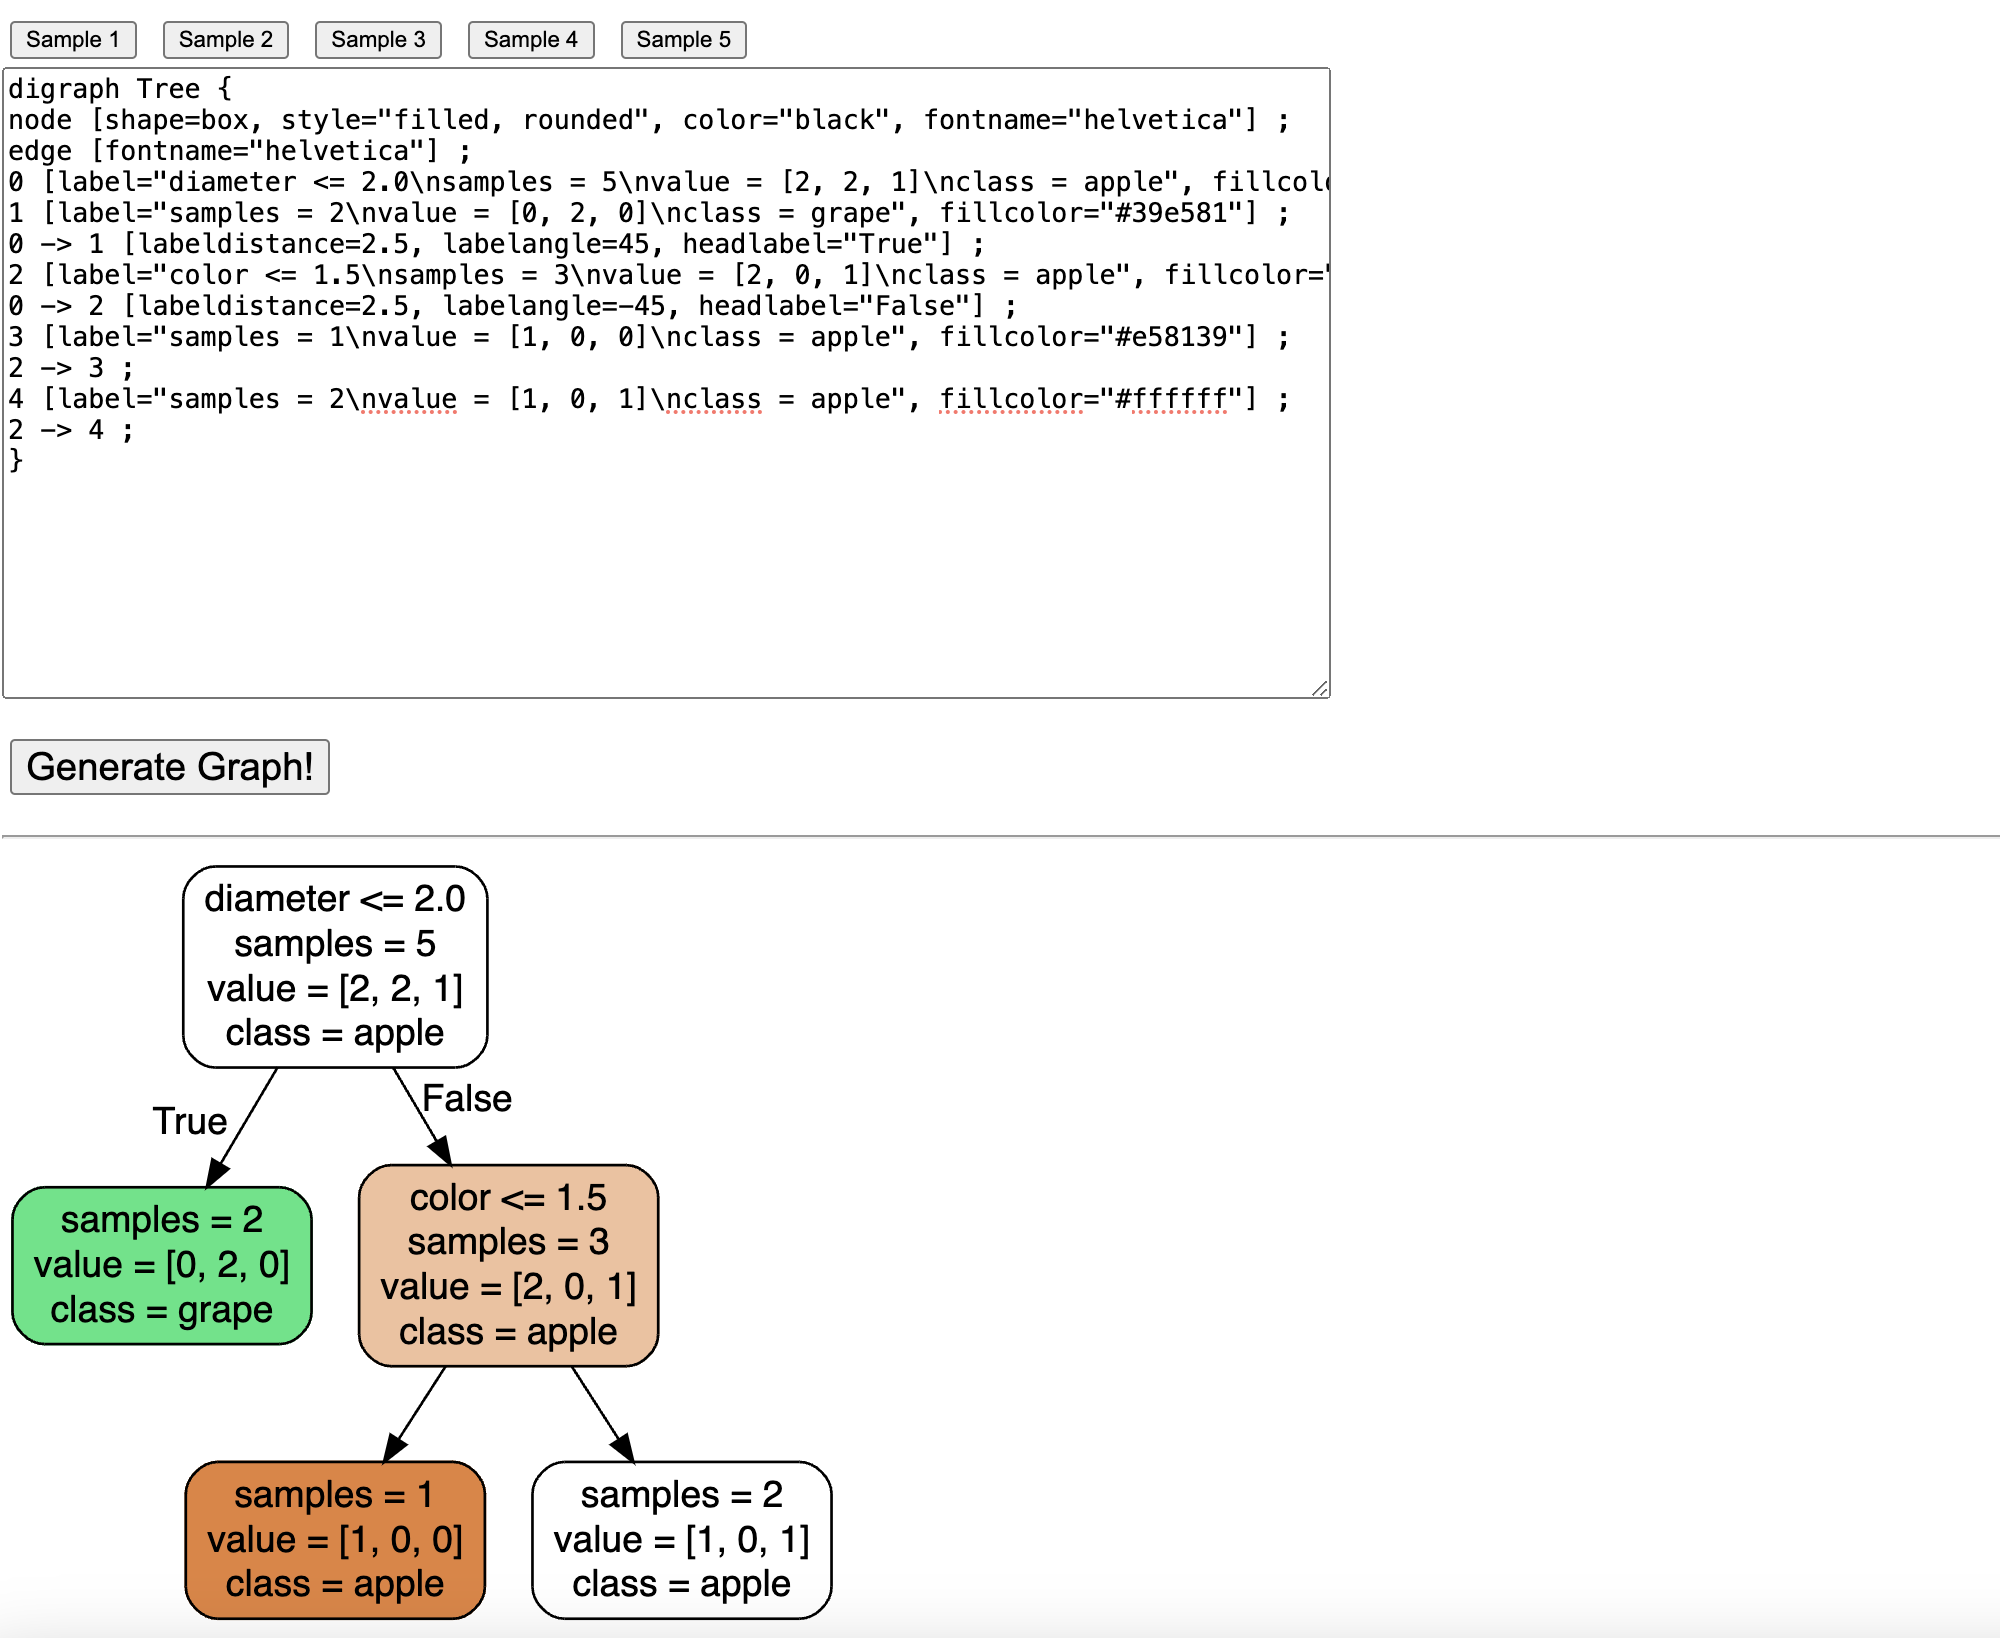 Sample 1 Sample 2 Sample 3 Sample 4 Sample 5
digraph Tree {
node [shape=box, style="filled, rounded", color="black", fontname="helvetica"] ;
edge [fontname="helvetica"] ;
0 [label="diameter <= 2.0\nsamples = 5\nvalue = [2, 2, 1]\nclass = apple", fillcol
1 [label="samples = 2\nvalue = [0, 2, 0]\nclass = grape", fillcolor="#39e581"] ;
0 -> 1 [labeldistance=2.5, labelangle=45, headlabel="True"] ;
2 [label="color <= 1.5\nsamples = 3\nvalue = [2, 0, 1]\nclass = apple", fillcolor="
0 -> 2 [labeldistance=2.5, labelangle=-45, headlabel="False"] ;
3 [label="samples = 1\nvalue = [1, 0, 0]\nclass = apple", fillcolor="#e58139"] ;
2 -> 3 ;
4 [label="samples = 2\nvalue = [1, 0, 1]\nclass = apple", fillcolor="#ffffff"] ;
2 -> 4 ;
}
Generate Graph!
diameter <= 2.0
samples = 5
value = [2, 2, 1]
class = apple
True
False
samples = 2
value = [0, 2, 0]
class = grape
color <= 1.5
samples = 3
value = [2, 0, 1]
class = apple
samples = 1
value = [1, 0, 0]
class = apple
samples = 2
value = [1, 0, 1]
class = apple